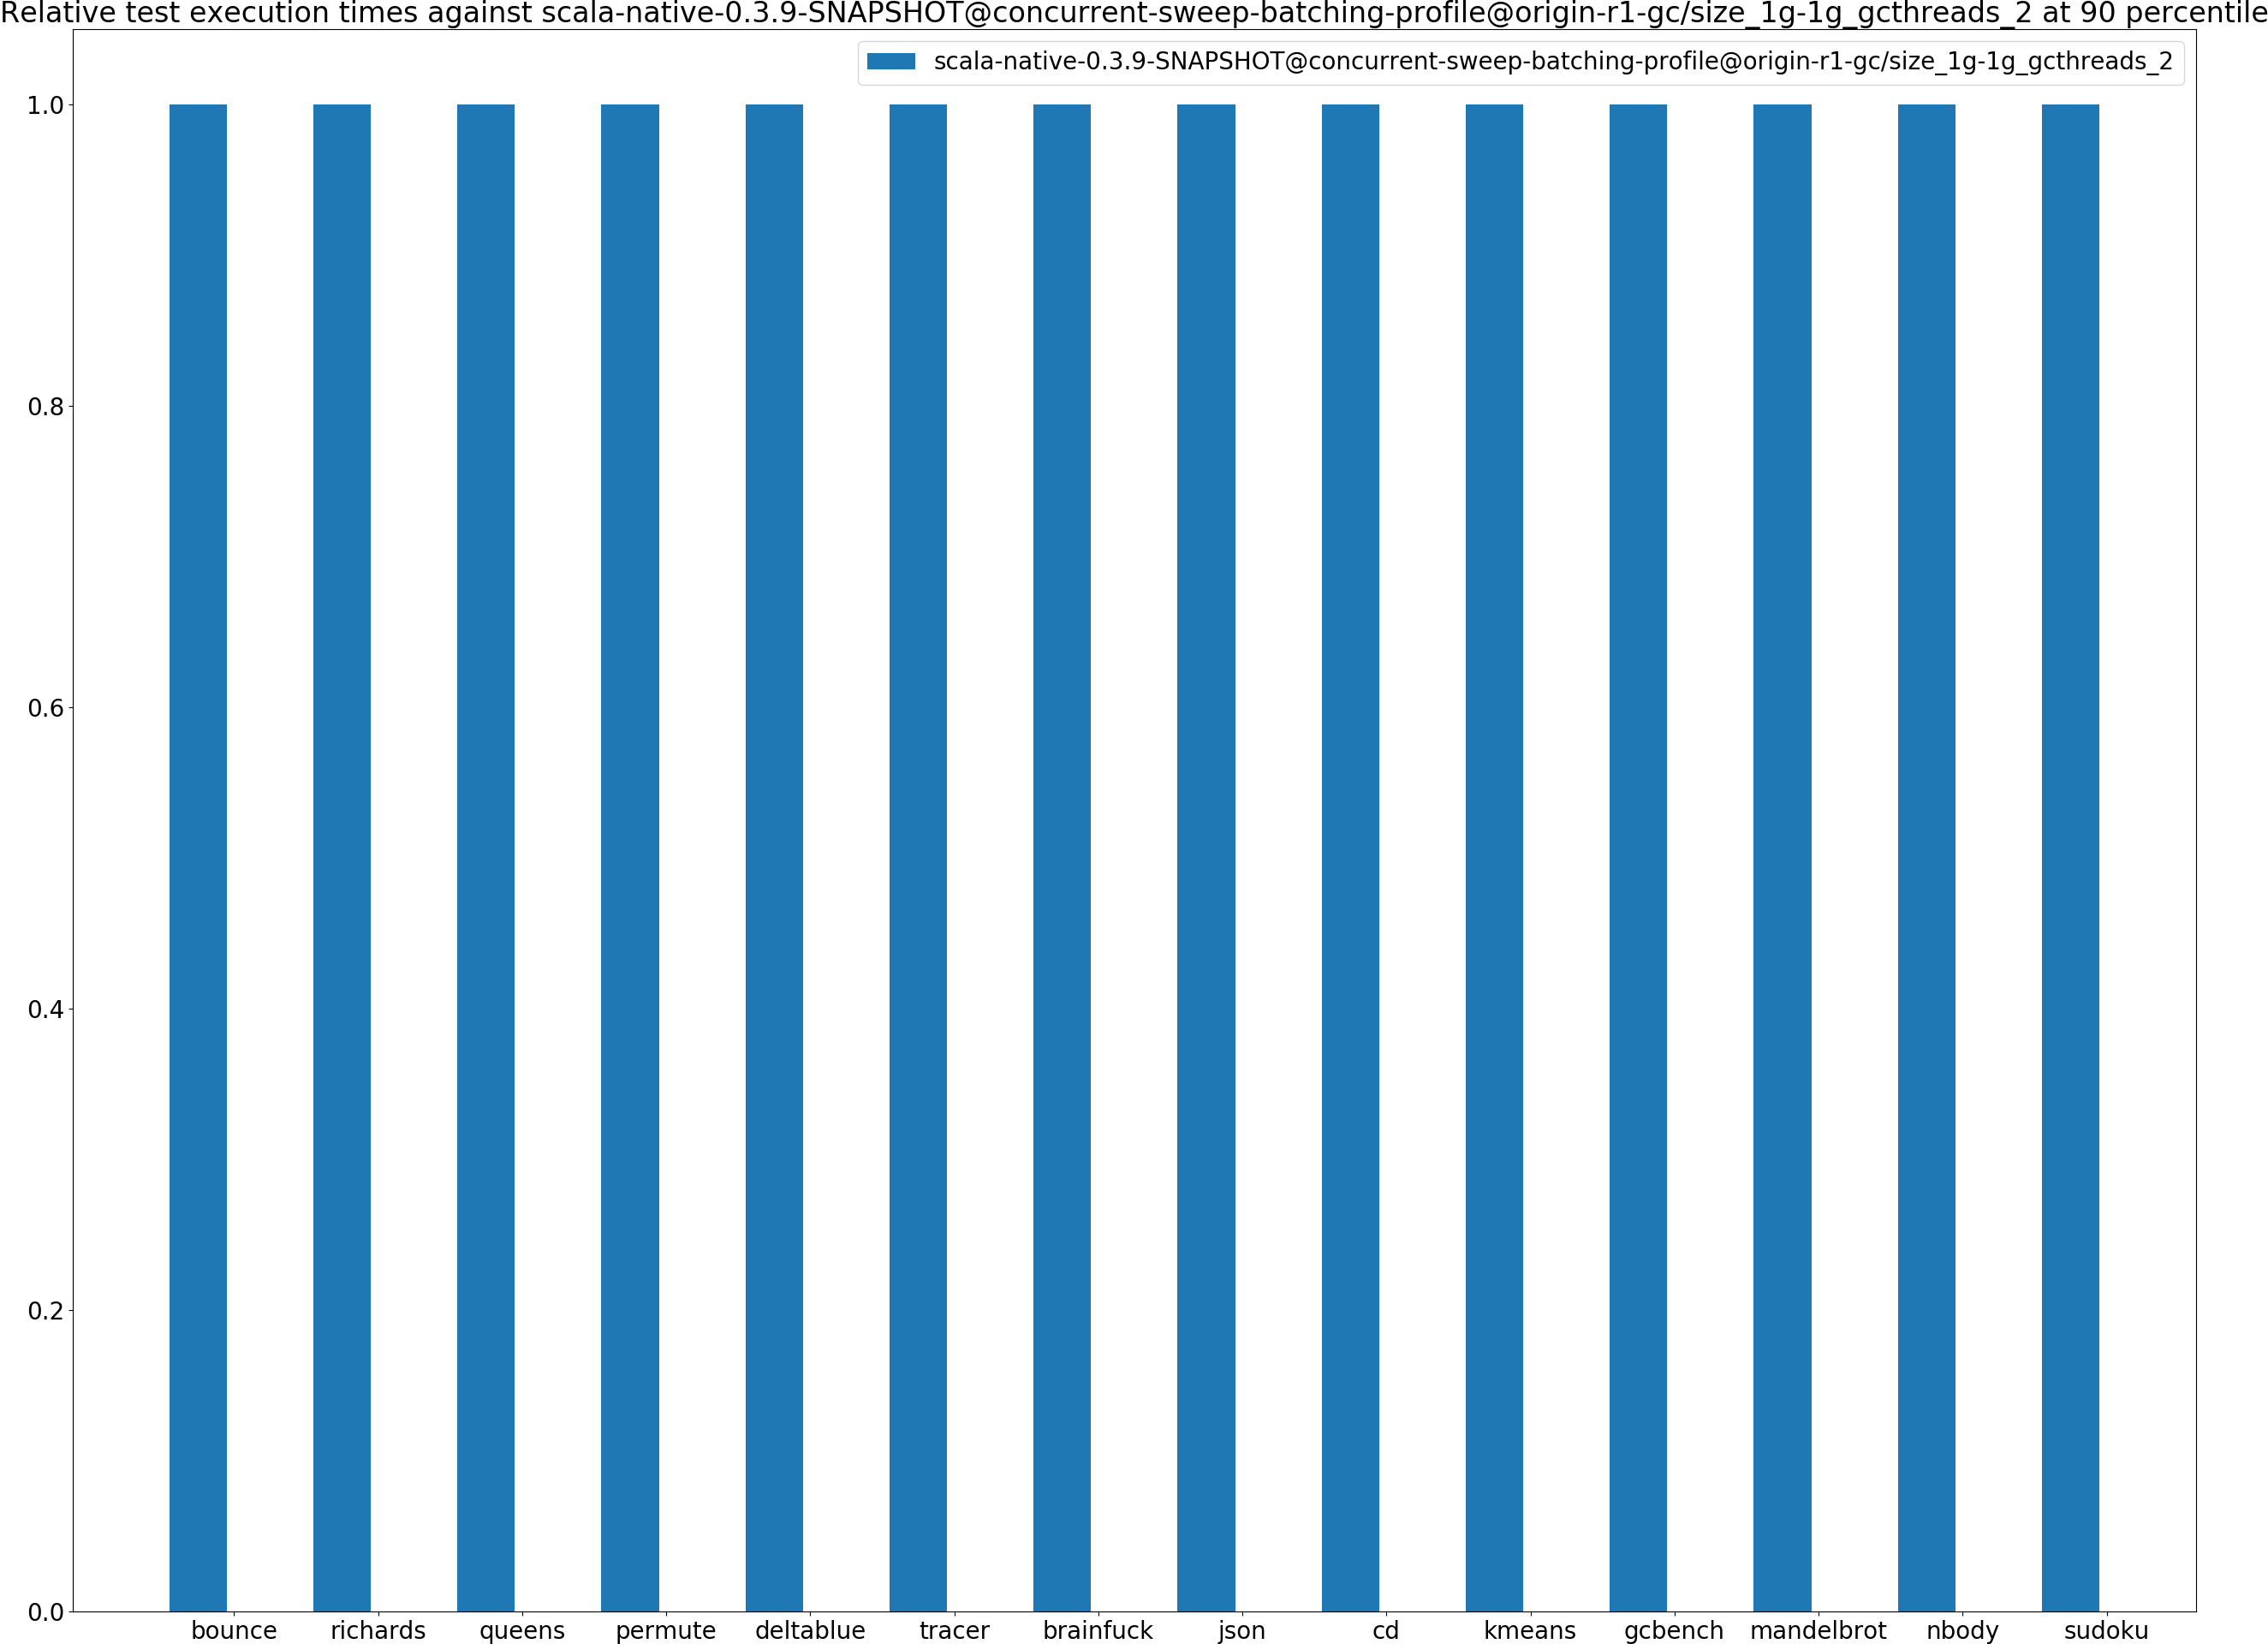 Relative test execution times against scala-native-0.3.9-SNAPSHOT@concurrent-sweep-batching-profile@origin-r1-gc/size_1g-1g_gcthreads_2 at 90 percentile
scala-native-0.3.9-SNAPSHOT@concurrent-sweep-batching-profile@origin-r1-gc/size_1g-1g_gcthreads_2
1.0
0.8
0.6
0.4
0.2
0.0
bounce richards queens permute deltablue tracer brainfuck json cd kmeans gcbench mandelbrot nbody sudoku